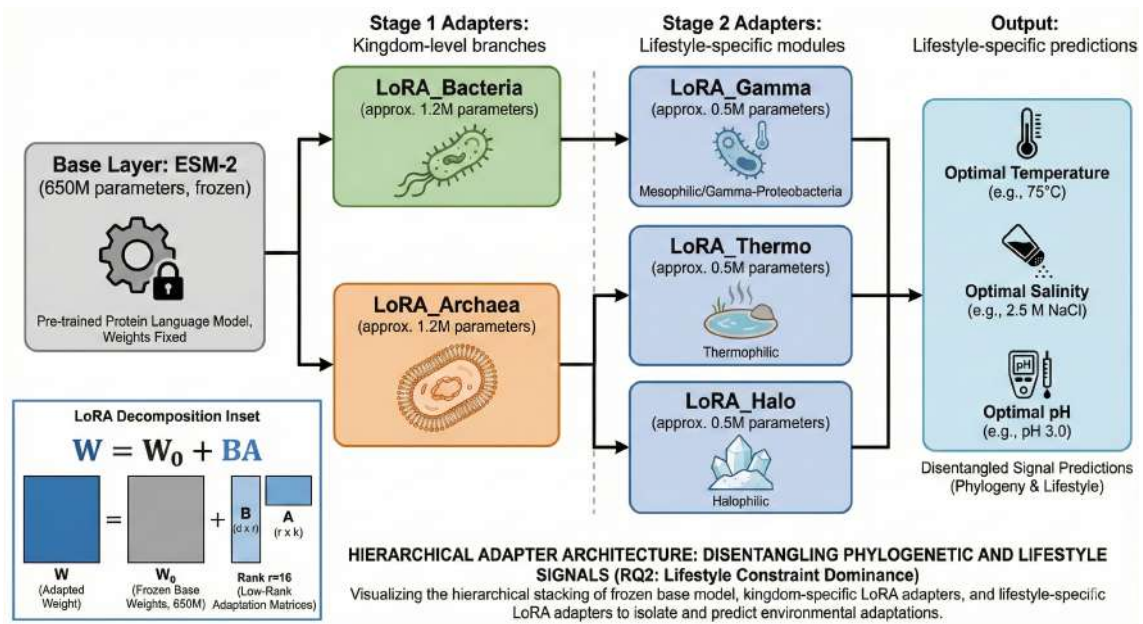 Stage 1 Adapters:
Kingdom-level branches
Stage 2 Adapters:
Lifestyle-specific modules
Output:
Lifestyle-specific predictions
Base Layer: ESM-2
(650M parameters, frozen)
Pre-trained Protein Language Model,
Weights Fixed
LoRA_Bacteria
(approx. 1.2M parameters)
LoRA_Archaea
(approx. 1.2M parameters)
LoRA_Gamma
(approx. 0.5M parameters)
Mesophilic/Gamma-Proteobacteria
LoRA_Thermo
(approx. 0.5M parameters)
Thermophilic
LoRA_Halo
(approx. 0.5M parameters)
Halophilic
Optimal Temperature
(e.g., 75°C)
Optimal Salinity
(e.g., 2.5 M NaCl)
pH
Optimal pH
(e.g., pH 3.0)
Disentangled Signal Predictions
(Phylogeny & Lifestyle)
LoRA Decomposition Inset
W = W₀ + BA
=
+
B
(d x r)
A
(r x k)
W
(Adapted
Weight)
W₀
(Frozen Base
Weights, 650M)
Rank r=16
(Low-Rank
Adaptation Matrices)
HIERARCHICAL ADAPTER ARCHITECTURE: DISENTANGLING PHYLOGENETIC AND LIFESTYLE
SIGNALS (RQ2: Lifestyle Constraint Dominance)
Visualizing the hierarchical stacking of frozen base model, kingdom-specific LoRA adapters, and lifestyle-specific
LoRA adapters to isolate and predict environmental adaptations.